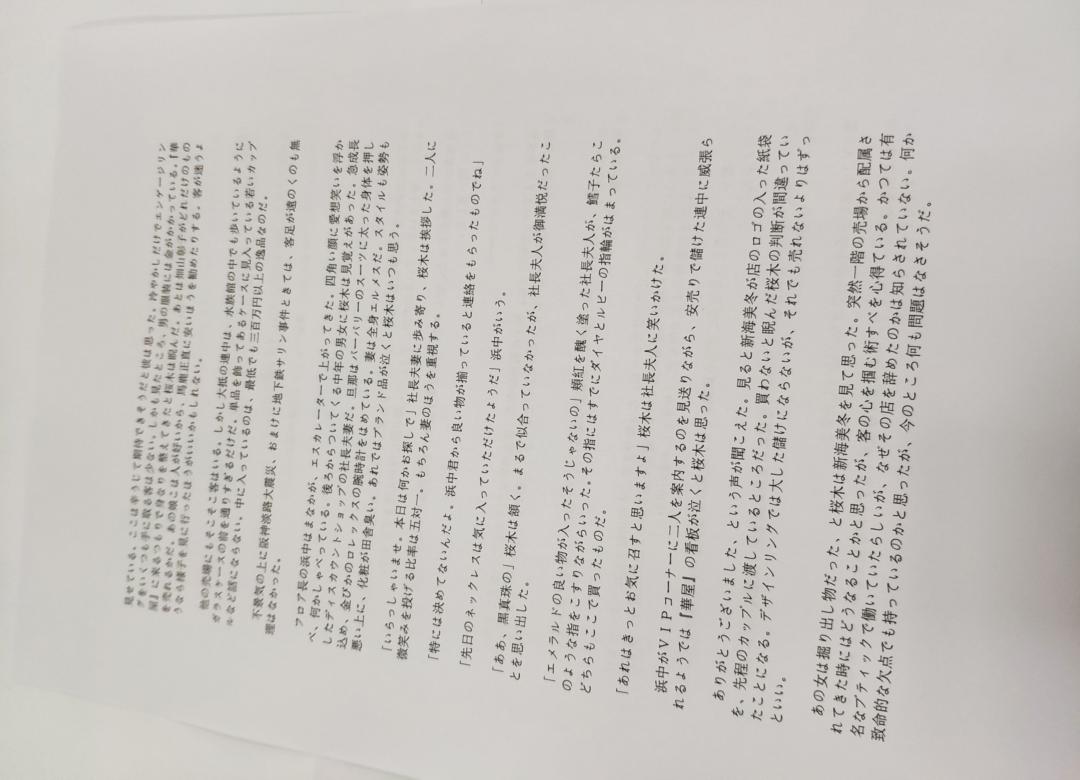 見せている。ここは辛うじて期待できそうだと彼は思った。冷やかしだけでエンゲージリン
グをいくつも手に取る客は少ない。しかも見たところ、男の服装には金がかかっている。『華
屋』に来るつもりで身なりを整えてきたと桜木は睨んだ。あとは畑山彰子がどれだけのもの
を売れるかだ。あの娘こは人が好いから、馬鹿正直に安いほうを勧めたりする。客が迷うよ
うなら様子を見に行ったほうがいいかもしれない。
他の売場にもそこそこ客はいる。しかし大抵の連中は、水族館の中でも歩いているように
ガラスケースの前を通りすぎるだけだ。単品を飾ってあるケースに見入っている若いカップ
ルなど話にならない。中に入っているのは、最低でも三百万円以上の逸品なのだ。
不景気の上に阪神淡路大震災、おまけに地下鉄サリン事件ときては、客足が遠のくのも無
理はなかった。
フロア長の浜中はまなかが、エスカレーターで上がってきた。四角い顔に愛想笑いを浮か
べ、何かしゃべっている。後ろからついてくる中年の男女に桜木は見覚えがあった。急成長
したディスカウントショップの社長夫妻だ。旦那はバーバリーのスーツに太った身体を押し
込め、金ぴかのロレックスの腕時計をはめている。妻は全身エルメスだ。スタイルも姿勢も
悪い上に、化粧が田舎臭い。あれではブランド品が泣くと桜木はいつも思う。
「いらっしゃいませ。本日は何かお探しで」社長夫妻に歩み寄り、桜木は挨拶した。二人に
微笑みを投げる比率は五対一。もちろん妻のほうを重視する。
「特には決めてないんだよ。浜中君から良い物が揃っていると連絡をもらったものでね」
「先日のネックレスは気に入っていただけたようだ」浜中がいう。
「ああ、黒真珠の」桜木は頷く。まるで似合っていなかったが、社長夫人が御満悦だったこ
とを思い出した。
「エメラルドの良い物が入ったそうじゃないの」頬紅を醜く塗った社長夫人が、鱈子たらこ
のような指をこすりながらいった。その指にはすでにダイヤとルビーの指輪がはまっている。
どちらもここで買ったものだ。
「あれはきっとお気に召すと思いますよ」桜木は社長夫人に笑いかけた。
浜中がＶＩＰコーナーに二人を案内するのを見送りながら、安売りで儲けた連中に威張ら
れるようでは『華屋』の看板が泣くと桜木は思った。
ありがとうございました、という声が聞こえた。見ると新海美冬が店のロゴの入った紙袋
を、先程のカップルに渡しているところだった。買わないと睨んだ桜木の判断が間違ってい
たことになる。デザインリングでは大した儲けにならないが、それでも売れないよりはずっ
といい。
あの女は掘り出し物だった、と桜木は新海美冬を見て思った。突然一階の売場から配属さ
れてきた時にはどうなることかと思ったが、客の心を掴む術すべを心得ている。かつては有
名なブティックで働いていたらしいが、なぜその店を辞めたのかは知らされていない。何か
致命的な欠点でも持っているのかと思ったが、今のところ何も問題はなさそうだ。